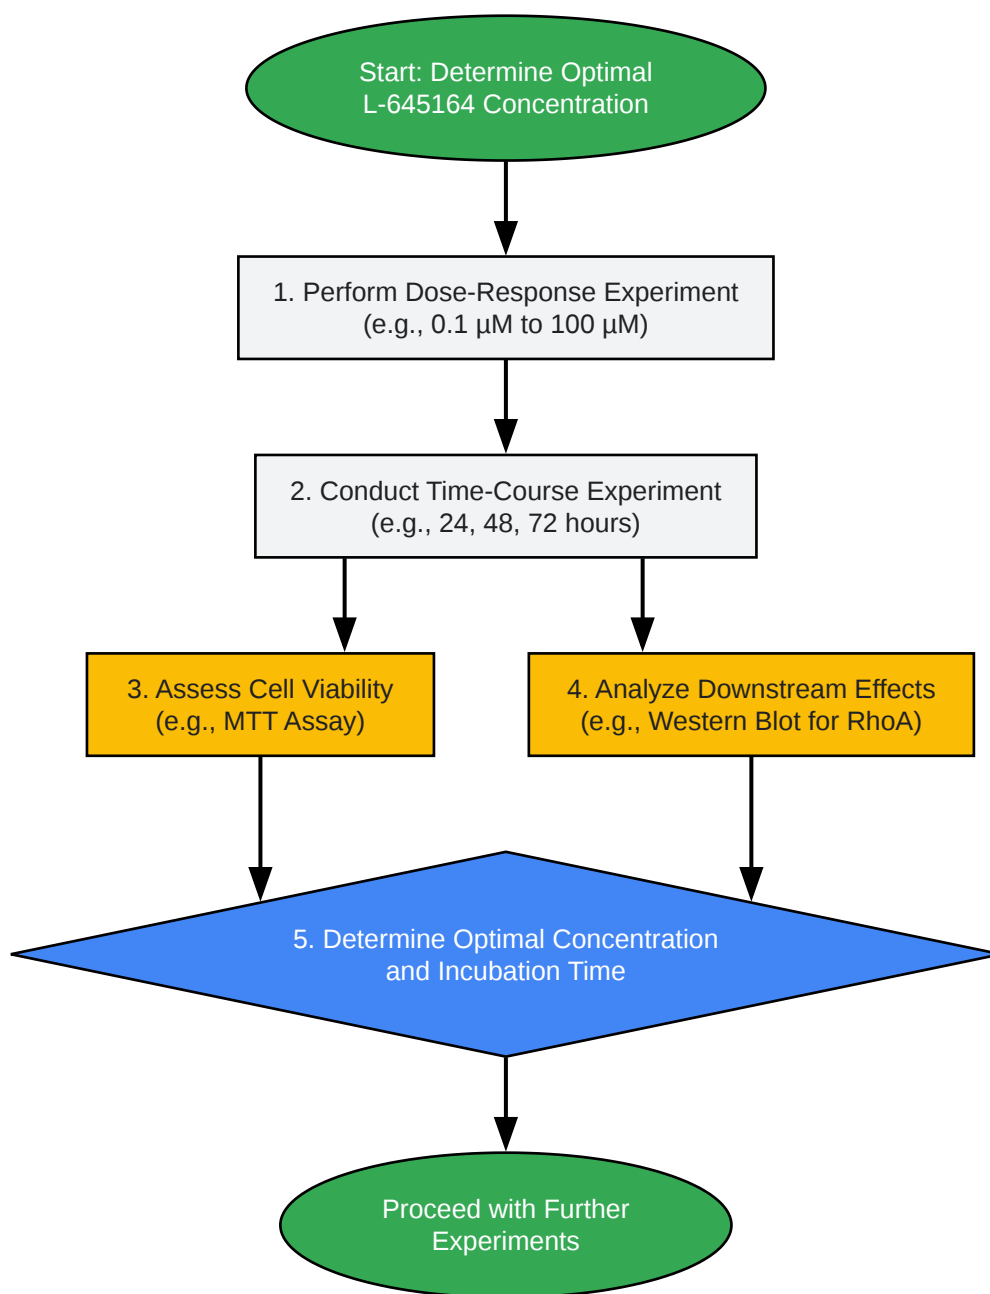 Start: Determine Optimal
L-645164 Concentration
1. Perform Dose-Response Experiment
(e.g., 0.1 µM to 100 µM)
2. Conduct Time-Course Experiment
(e.g., 24, 48, 72 hours)
3. Assess Cell Viability
(e.g., MTT Assay)
4. Analyze Downstream Effects
(e.g., Western Blot for RhoA)
5. Determine Optimal Concentration
and Incubation Time
Proceed with Further
Experiments